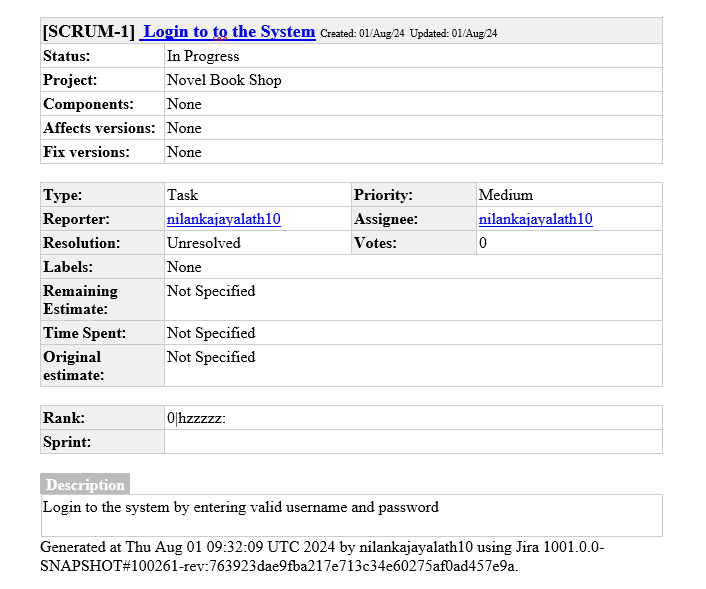 [SCRUM-1] Login to to the System Created: 01/Aug/24 Updated: 01/Aug/24
Status: In Progress
Project: Novel Book Shop
Components: None
Affects versions: None
Fix versions: None
Type: Task Priority: Medium
Reporter: nilankajayalath10 Assignee: nilankajayalath10
Resolution: Unresolved Votes: 0
Labels: None
Remaining Not Specified
Estimate:
Time Spent: Not Specified
Original Not Specified
estimate:
Rank: 0|hzzzzz:
Sprint:
Description
Login to the system by entering valid username and password
Generated at Thu Aug 01 09:32:09 UTC 2024 by nilankajayalath10 using Jira 1001.0.0-
SNAPSHOT#100261-rev:763923dae9fba217e713c34e60275af0ad457e9a.